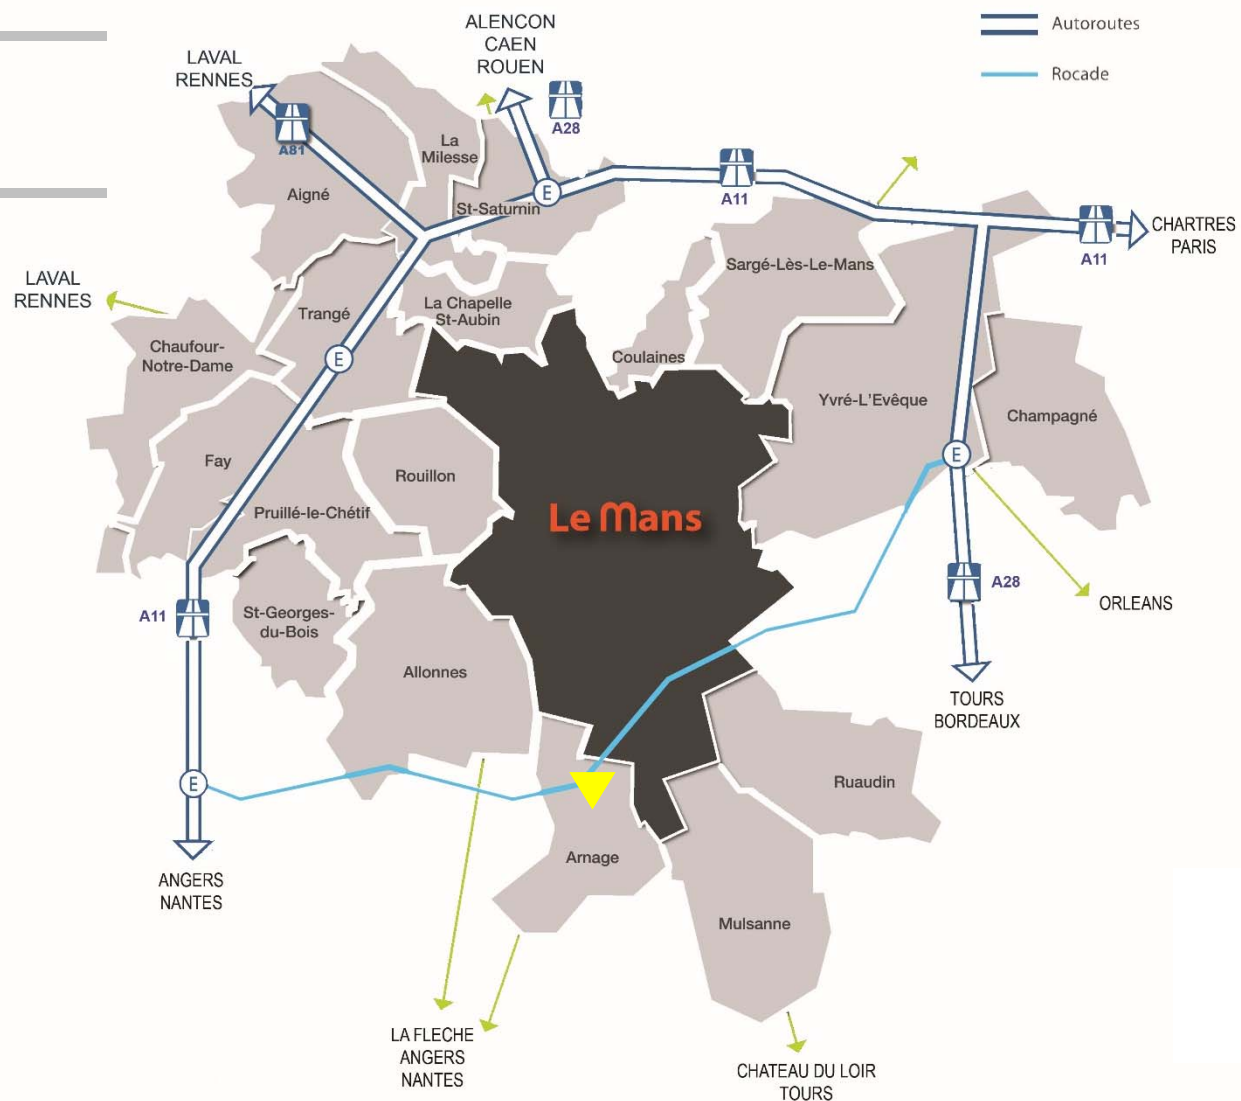 ALENCON
CAEN
ROUEN
Autoroutes
LAVAL
RENNES
Rocade
A28
A81
La
Milesse
Aigné
St-Saturnin
A11
CHARTRES
PARIS
A11
Sargé-Lès-Le-Mans
LAVAL
RENNES
Trangé
La Chapelle
St-Aubin
E
E
Chaufour-
Notre-Dame
Coulaines
Yvré-L'Evêque
Champagné
E
Fay
Rouillon
Pruillé-le-Chétif
Le Mans
A28
ORLEANS
A11
St-Georges-
du-Bois
Allonnes
TOURS
BORDEAUX
E
Ruaudin
Arnage
ANGERS
NANTES
Mulsanne
LA FLECHE
ANGERS
NANTES
CHATEAU DU LOIR
TOURS